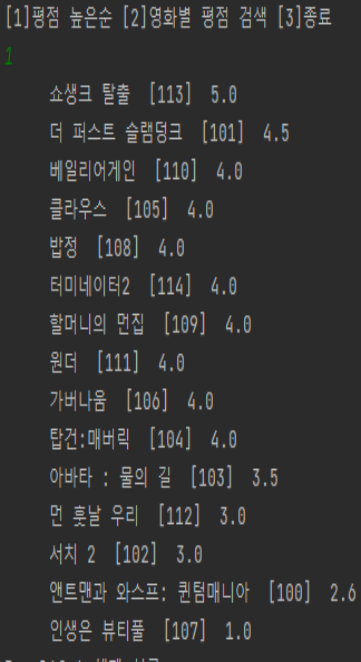 [1]평점 높은순 [2]영화별 평점 검색 [3]종료
1
쇼생크 탈출 [113] 5.0
더 퍼스트 슬램덩크 [101] 4.5
베일리어게인 [110] 4.0
클라우스 [105] 4.0
밥정 [108] 4.0
터미네이터2 [114] 4.0
할머니의 먼집 [109] 4.0
원더 [111] 4.0
가버나움 [106] 4.0
탑건:매버릭 [104] 4.0
아바타 : 물의 길 [103] 3.5
먼 훗날 우리 [112] 3.0
서치 2 [102] 3.0
앤트맨과 와스프: 퀀텀매니아 [100] 2.6
인생은 뷰티풀 [107] 1.0